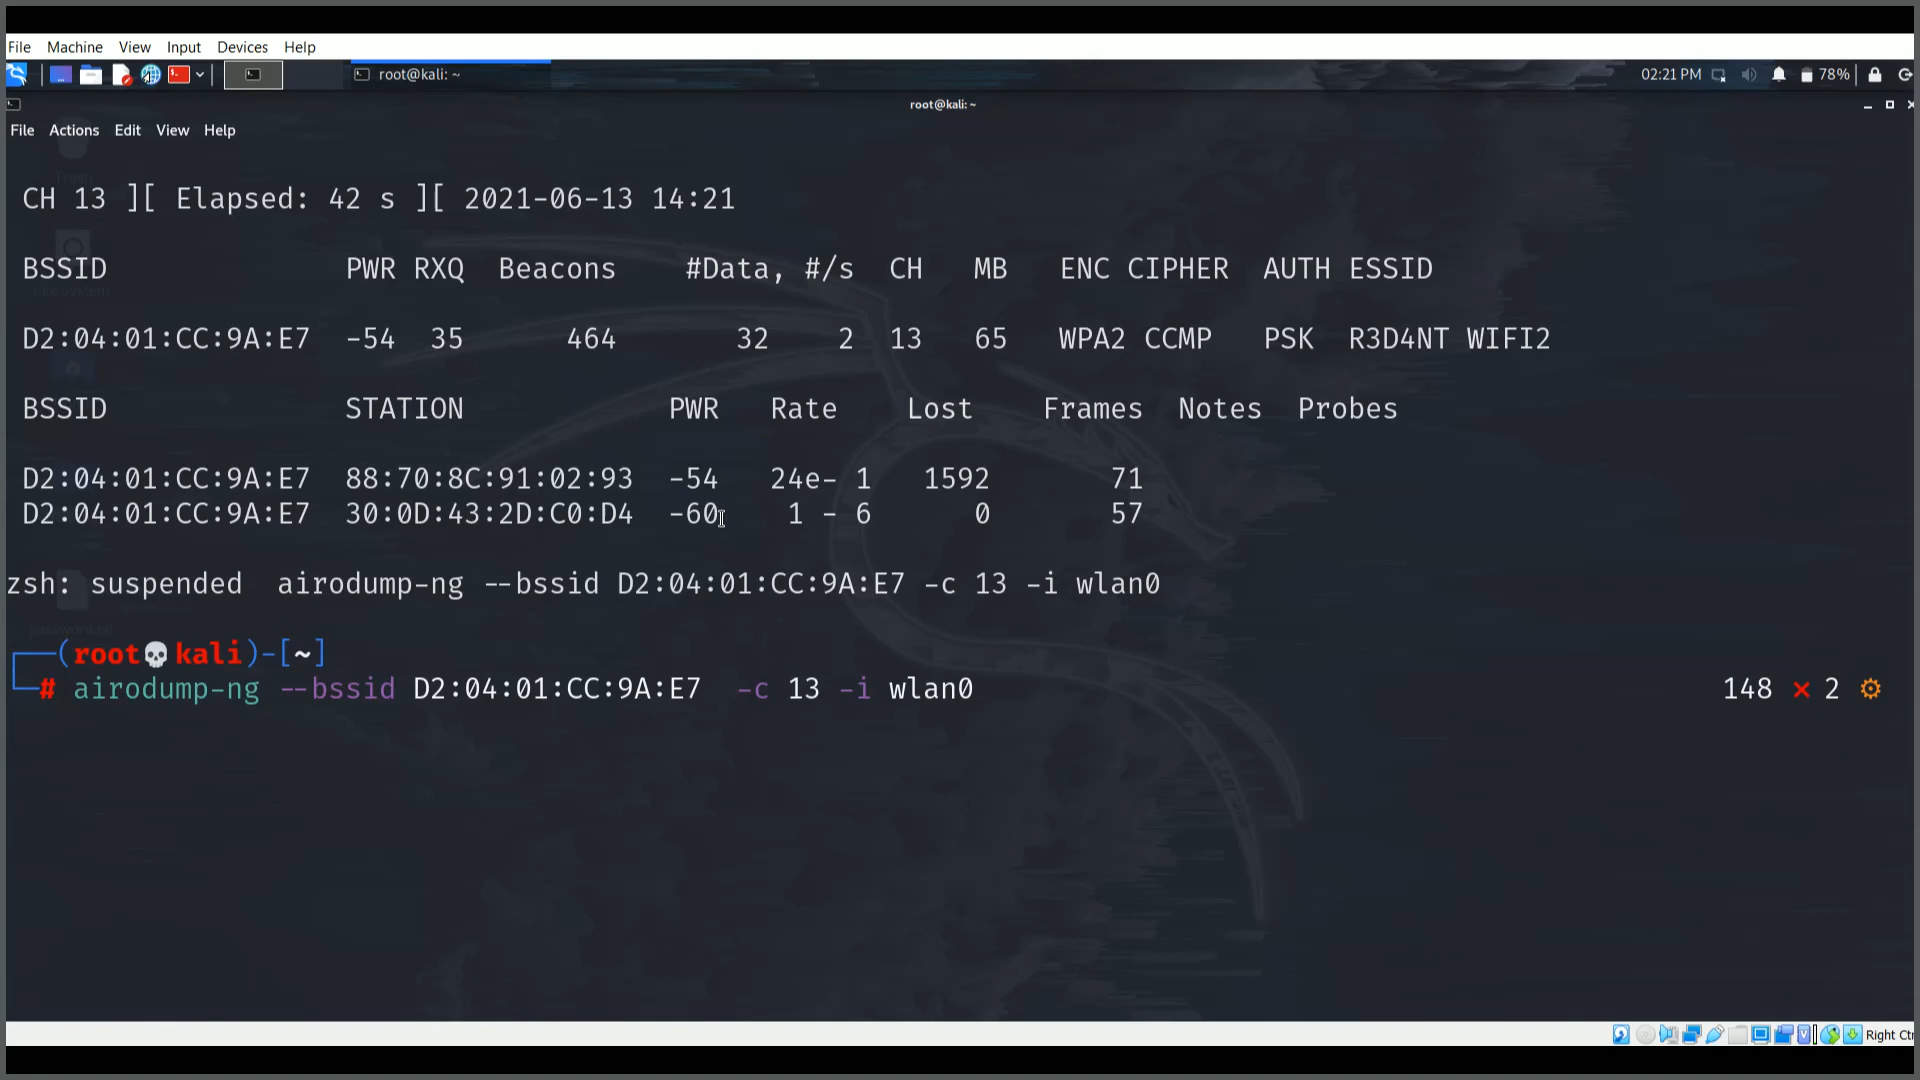 File Machine View Input Devices Help
root@kali: ~ 02:21 PM 78%
root@kali: ~
File Actions Edit View Help
CH 13 ][ Elapsed: 42 s ][ 2021-06-13 14:21
BSSID PWR RXQ Beacons #Data, #/s CH MB ENC CIPHER AUTH ESSID
D2:04:01:CC:9A:E7 -54 35 464 32 2 13 65 WPA2 CCMP PSK R3D4NT WIFI2
BSSID STATION PWR Rate Lost Frames Notes Probes
D2:04:01:CC:9A:E7 88:70:8C:91:02:93 -54 24e- 1 1592 71
D2:04:01:CC:9A:E7 30:0D:43:2D:C0:D4 -60 1 - 6 0 57
zsh: suspended airodump-ng --bssid D2:04:01:CC:9A:E7 -c 13 -i wlan0
(root💀kali)-[~]
# airodump-ng --bssid D2:04:01:CC:9A:E7 -c 13 -i wlan0 148 ⨯ 2 ⚙
Right Ctr